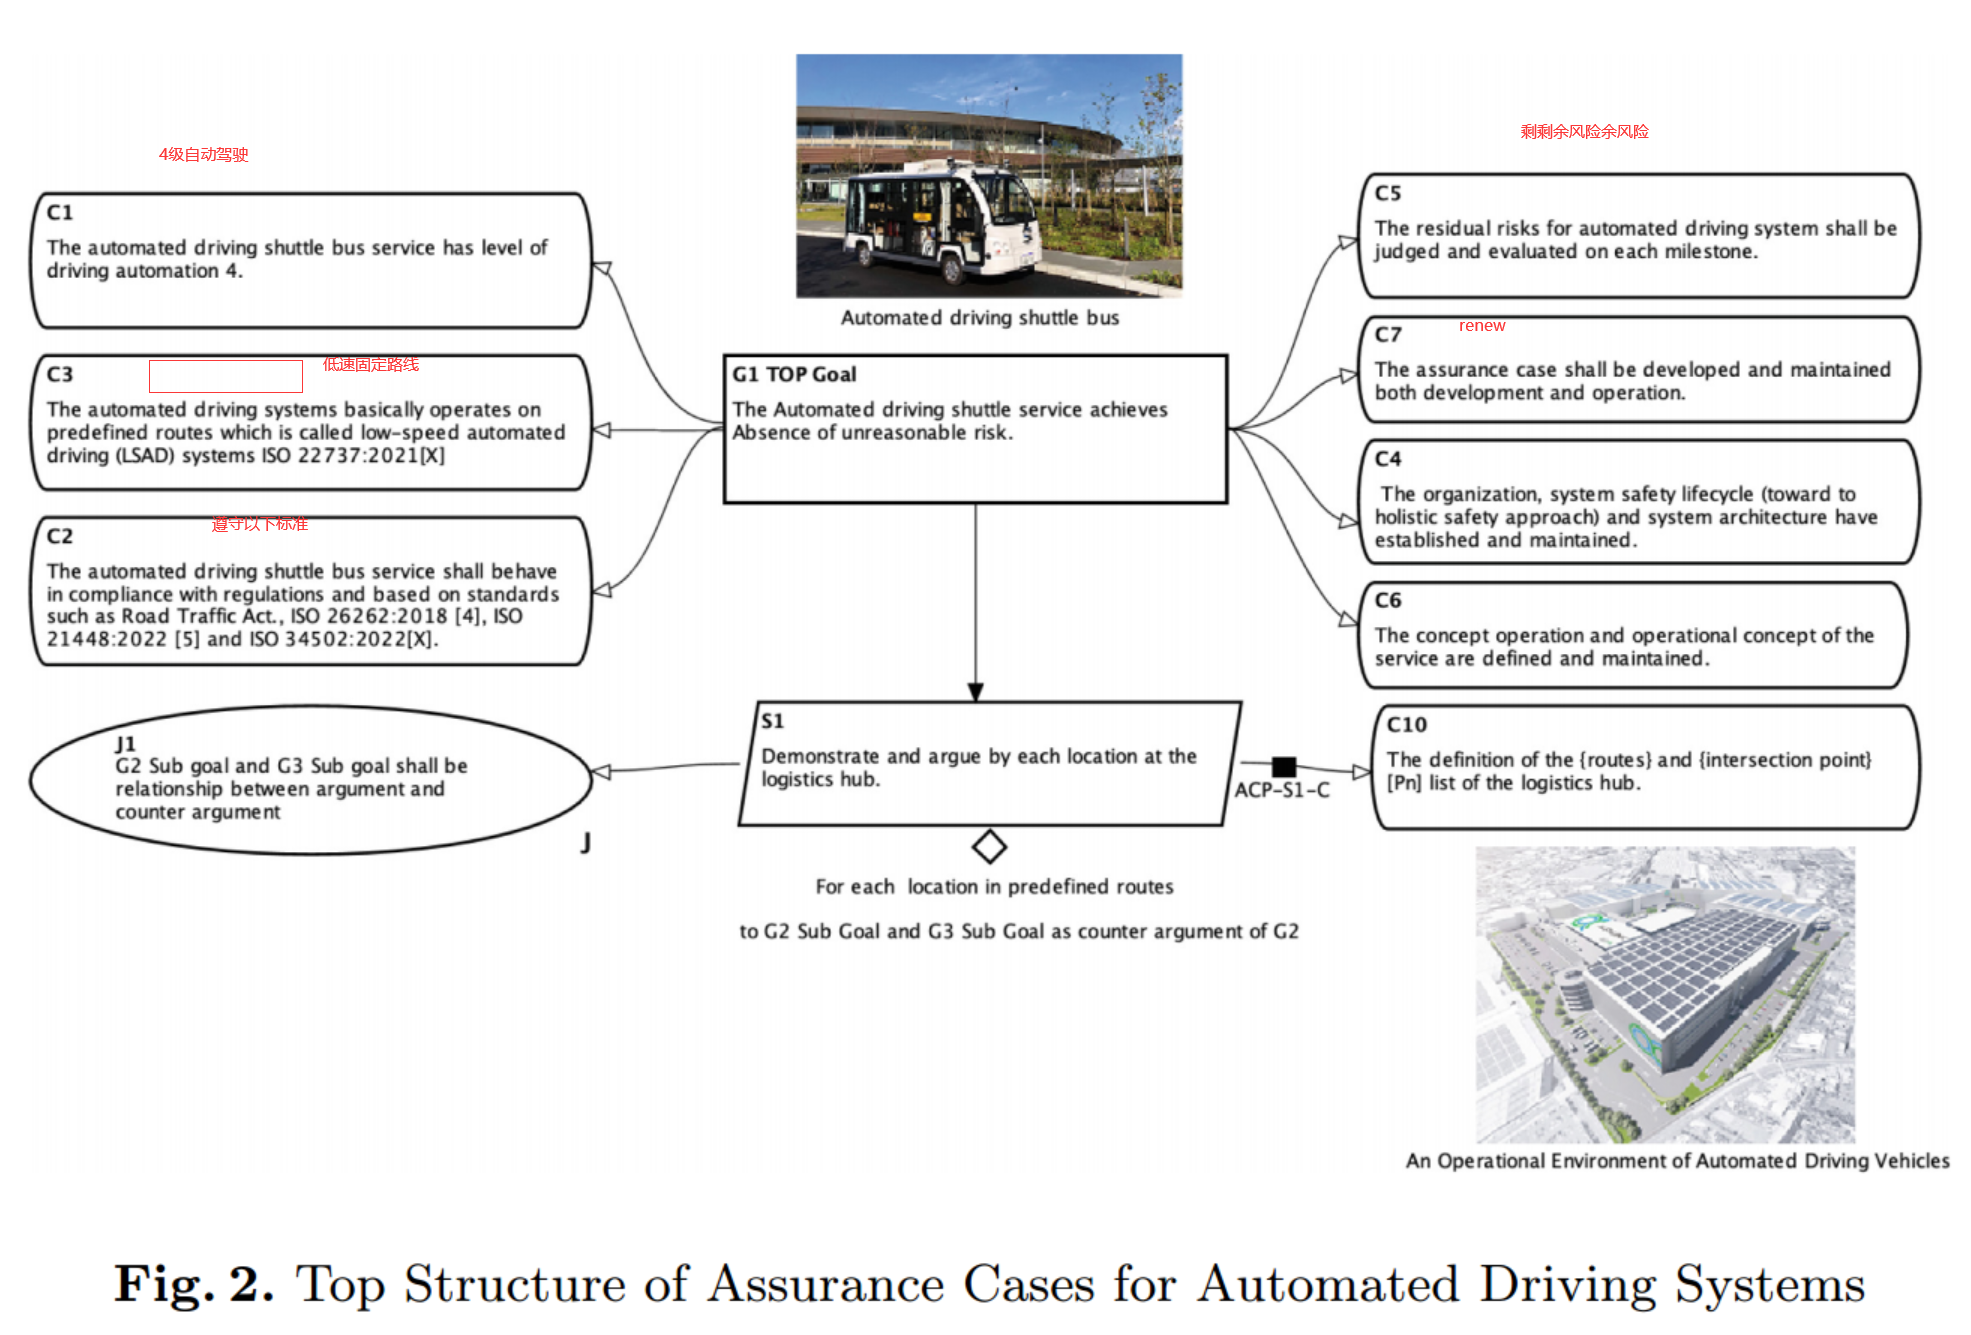 4级自动驾驶
C1
The automated driving shuttle bus service has level of
driving automation 4.
C3
低速固定路线
The automated driving systems basically operates on
predefined routes which is called low-speed automated
driving (LSAD) systems ISO 22737:2021[X]
遵守以下标准
C2
The automated driving shuttle bus service shall behave
in compliance with regulations and based on standards
such as Road Traffic Act., ISO 26262:2018 [4], ISO
21448:2022 [5] and ISO 34502:2022[X].
J1
G2 Sub goal and G3 Sub goal shall be
relationship between argument and
counter argument
J
Automated driving shuttle bus
G1 TOP Goal
The Automated driving shuttle service achieves
Absence of unreasonable risk.
S1
Demonstrate and argue by each location at the
logistics hub.
ACP-S1-C
For each location in predefined routes
to G2 Sub Goal and G3 Sub Goal as counter argument of G2
剩剩余风险余风险
C5
The residual risks for automated driving system shall be
judged and evaluated on each milestone.
renew
C7
The assurance case shall be developed and maintained
both development and operation.
C4
The organization, system safety lifecycle (toward to
holistic safety approach) and system architecture have
established and maintained.
C6
The concept operation and operational concept of the
service are defined and maintained.
C10
The definition of the {routes} and {intersection point}
[Pn] list of the logistics hub.
An Operational Environment of Automated Driving Vehicles
Fig. 2. Top Structure of Assurance Cases for Automated Driving Systems